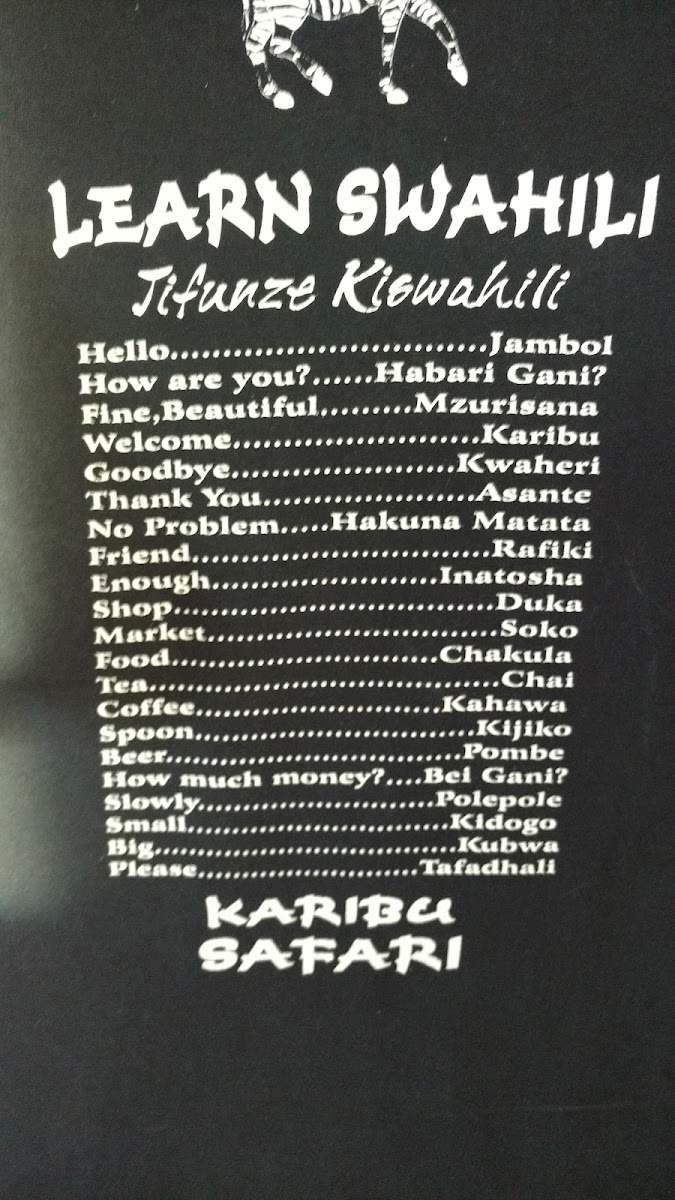 LEARN SWAHILI
Jifunze Kiswahili
Hello..............................Jambol
How are you?......Habari Gani?
Fine,Beautiful.........Mzurisana
Welcome........................Karibu
Goodbye......................Kwaheri
Thank You.....................Asante
No Problem.....Hakuna Matata
Friend.............................Rafiki
Enough......................Inatosha
Shop...............................Duka
Market............................Soko
Food..........................Chakula
Tea..................................Chai
Coffee........................Kahawa
Spoon...........................Kijiko
Beer.............................Pombe
How much money?....Bei Gani?
Slowly.......................Polepole
Small.........................Kidogo
Big.............................Kubwa
Please.....................Tafadhali
KARIBU
SAFARI